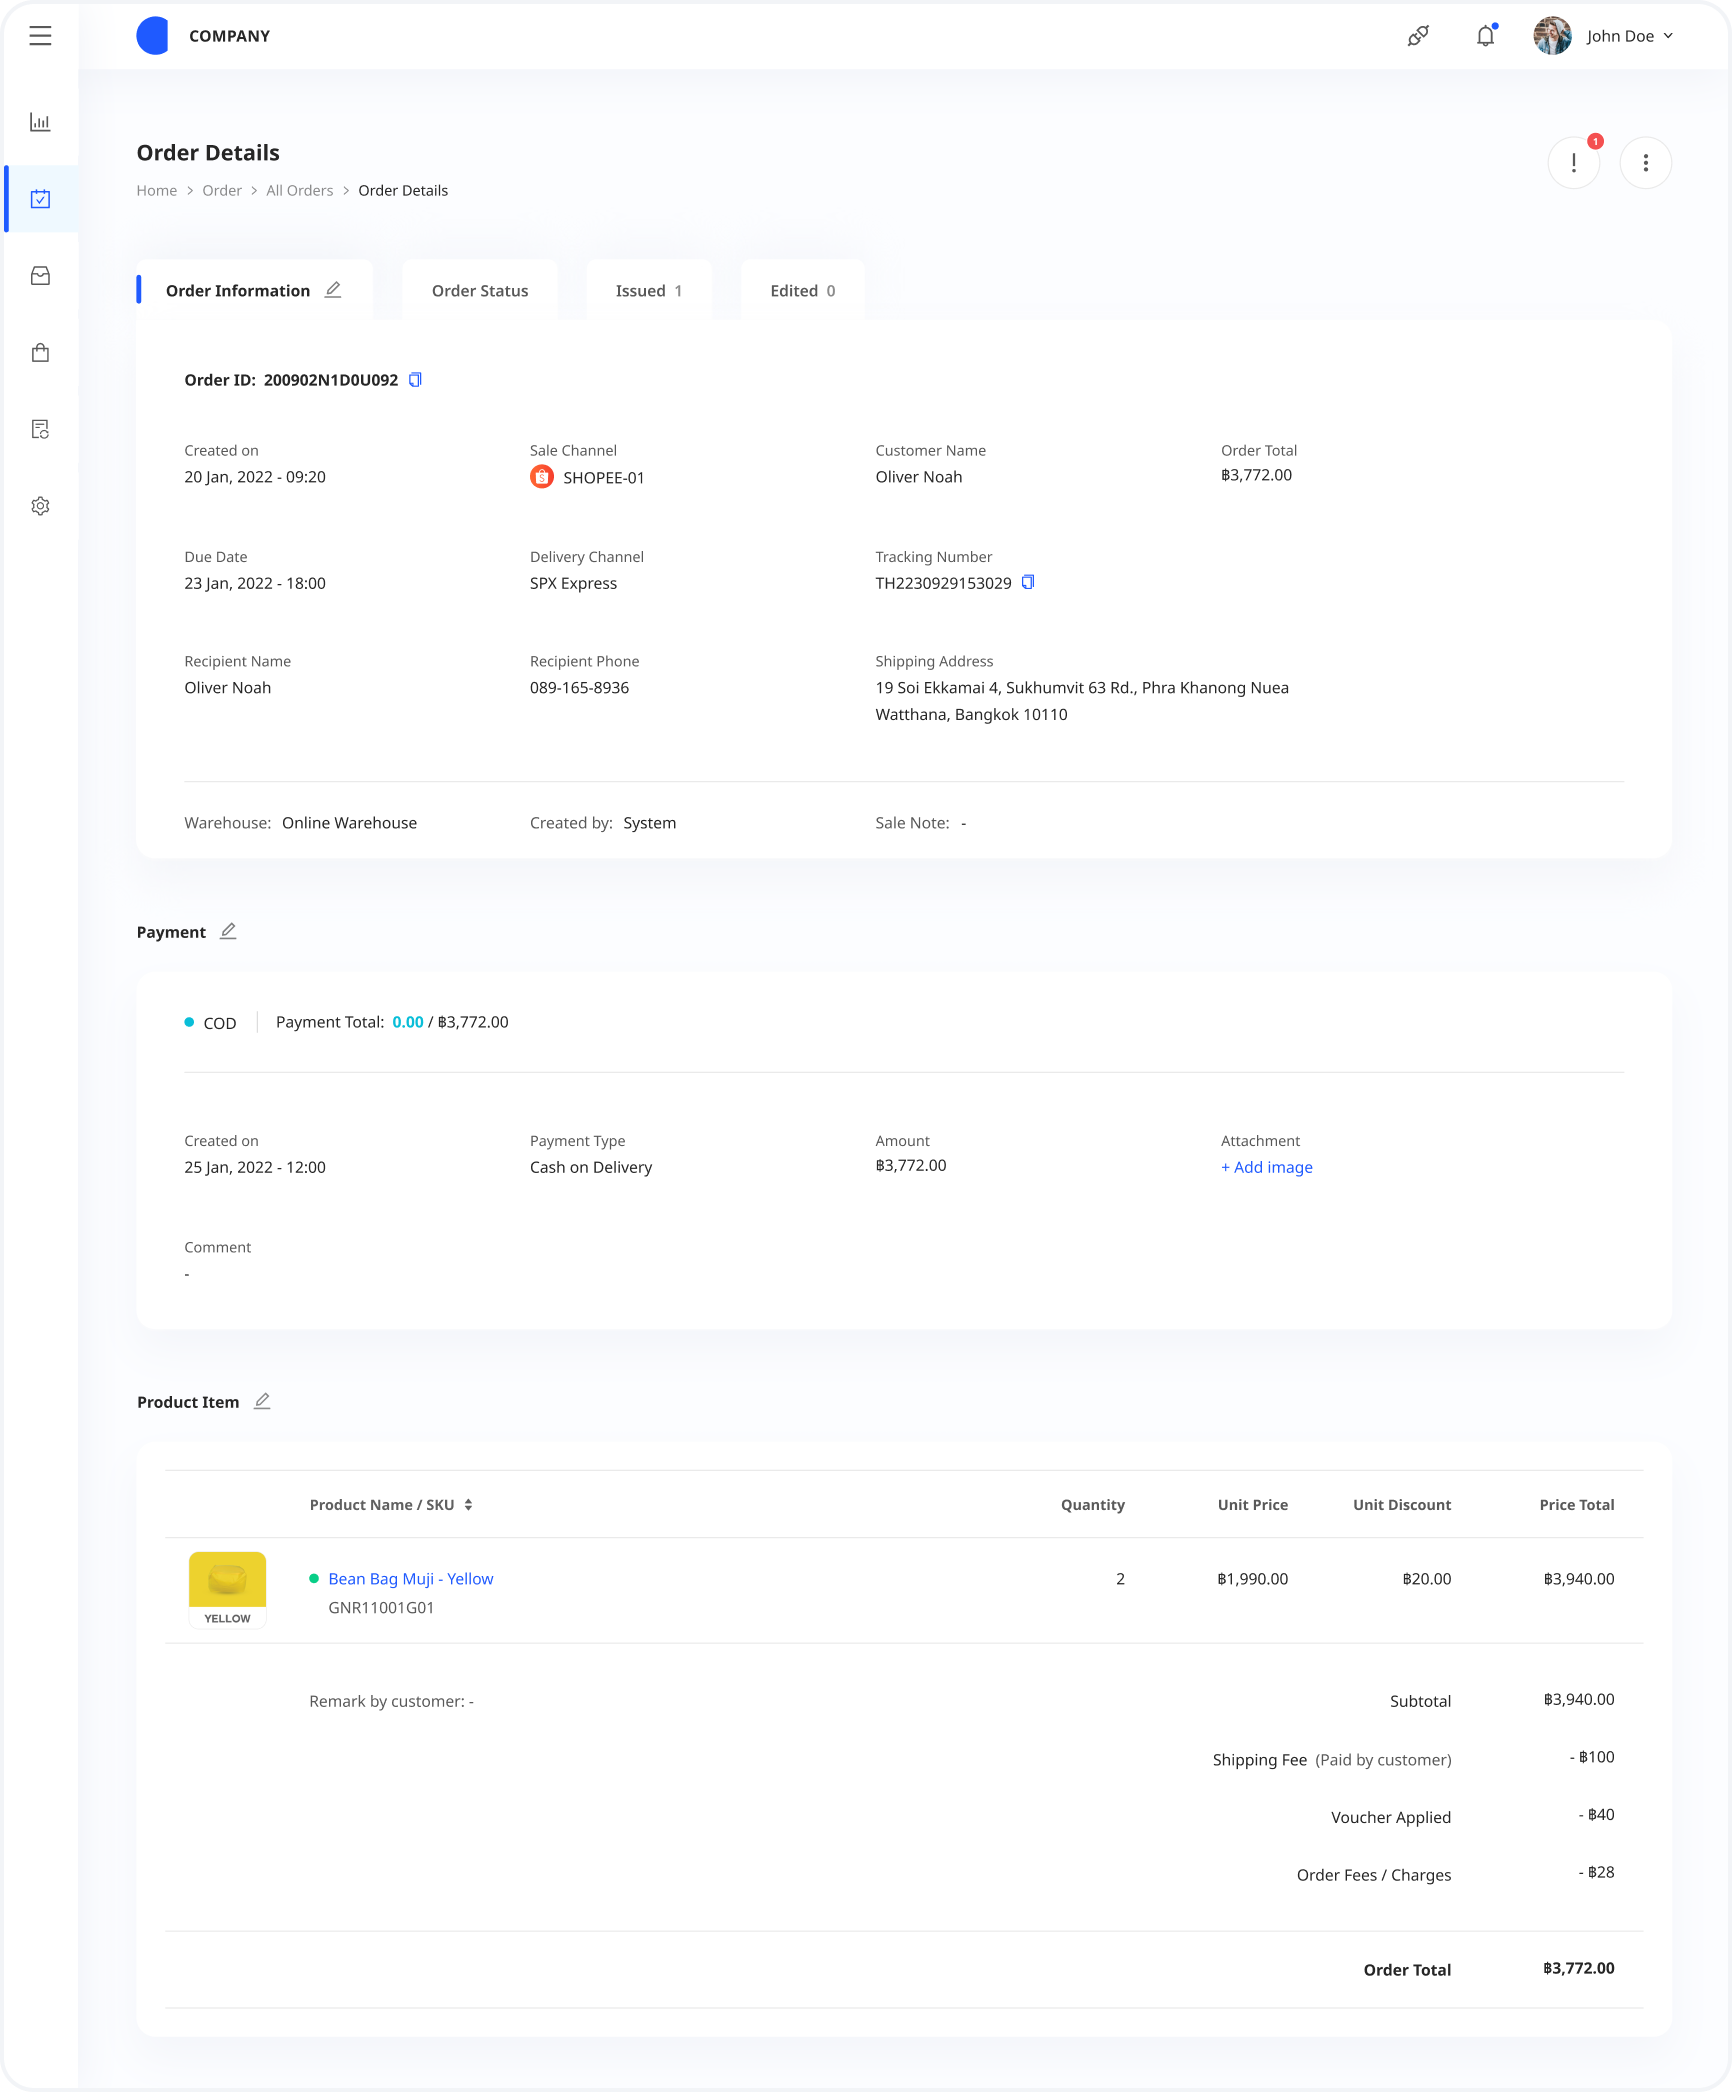 COMPANY
John Doe
Order Details
1
!
Home > Order > All Orders > Order Details
Order Information
Order Status
Issued 1
Edited 0
Order ID: 200902N1D0U092
Created on
Sale Channel
Customer Name
Order Total
20 Jan, 2022 - 09:20
S
SHOPEE-01
Oliver Noah
฿3,772.00
Due Date
Delivery Channel
Tracking Number
23 Jan, 2022 - 18:00
SPX Express
TH2230929153029
Recipient Name
Recipient Phone
Shipping Address
Oliver Noah
089-165-8936
19 Soi Ekkamai 4, Sukhumvit 63 Rd., Phra Khanong Nuea
Watthana, Bangkok 10110
Warehouse: Online Warehouse
Created by: System
Sale Note: -
Payment
COD
Payment Total: 0.00 / ฿3,772.00
Created on
Payment Type
Amount
Attachment
25 Jan, 2022 - 12:00
Cash on Delivery
฿3,772.00
+ Add image
Comment
-
Product Item
Product Name / SKU
Quantity
Unit Price
Unit Discount
Price Total
YELLOW
Bean Bag Muji - Yellow
2
฿1,990.00
฿20.00
฿3,940.00
GNR11001G01
Remark by customer: -
Subtotal
฿3,940.00
Shipping Fee (Paid by customer)
- ฿100
Voucher Applied
- ฿40
Order Fees / Charges
- ฿28
Order Total
฿3,772.00